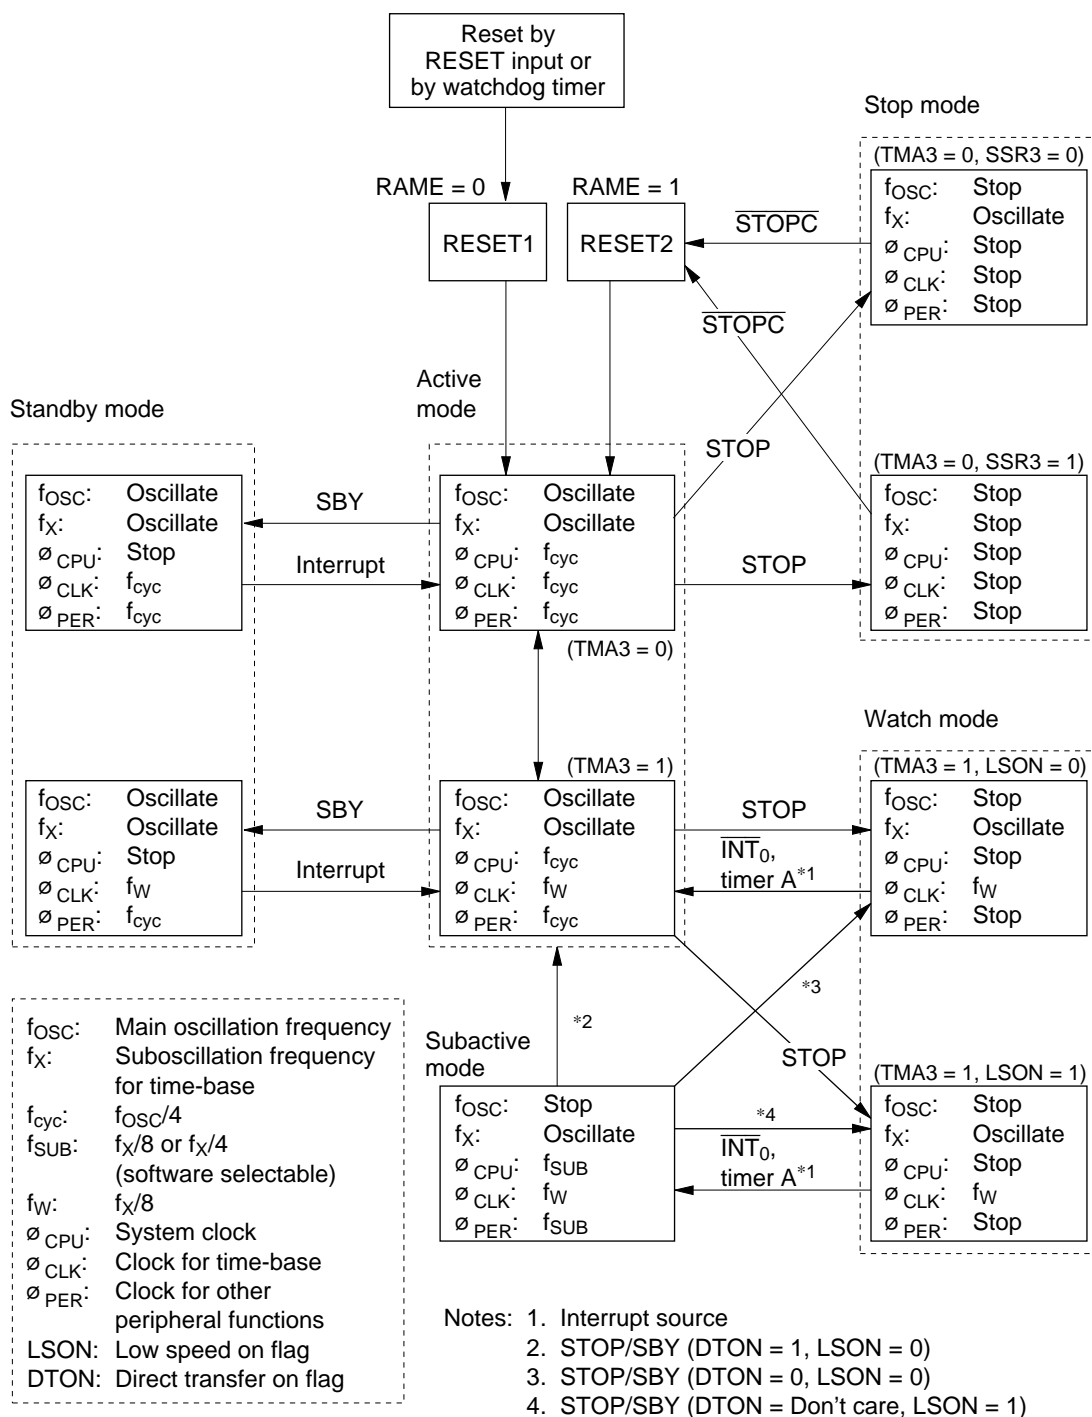 Reset by
RESET input or
by watchdog timer
Stop mode
(TMA3 = 0, SSR3 = 0)
RAME = 0
RAME = 1
RESET1
RESET2
STOPC
fOSC: Stop
fX: Oscillate
ø CPU: Stop
ø CLK: Stop
ø PER: Stop
STOPC
Active
mode
Standby mode
STOP
(TMA3 = 0, SSR3 = 1)
fOSC: Oscillate
fX: Oscillate
ø CPU: Stop
ø CLK: fcyc
ø PER: fcyc
SBY
Interrupt
fOSC: Oscillate
fX: Oscillate
ø CPU: fcyc
ø CLK: fcyc
ø PER: fcyc
(TMA3 = 0)
STOP
fOSC: Stop
fX: Stop
ø CPU: Stop
ø CLK: Stop
ø PER: Stop
Watch mode
(TMA3 = 1)
(TMA3 = 1, LSON = 0)
fOSC: Oscillate
fX: Oscillate
ø CPU: Stop
ø CLK: fW
ø PER: fcyc
SBY
Interrupt
fOSC: Oscillate
fX: Oscillate
ø CPU: fcyc
ø CLK: fW
ø PER: fcyc
STOP
INT0,
timer A*1
fOSC: Stop
fX: Oscillate
ø CPU: Stop
ø CLK: fW
ø PER: Stop
*2
*3
STOP
Subactive
mode
(TMA3 = 1, LSON = 1)
fOSC: Stop
fX: Oscillate
ø CPU: fSUB
ø CLK: fW
ø PER: fSUB
*4
INT0,
timer A*1
fOSC: Stop
fX: Oscillate
ø CPU: Stop
ø CLK: fW
ø PER: Stop
fOSC: Main oscillation frequency
fX: Suboscillation frequency
for time-base
fcyc: fOSC/4
fSUB: fX/8 or fX/4
(software selectable)
fW: fX/8
ø CPU: System clock
ø CLK: Clock for time-base
ø PER: Clock for other
peripheral functions
LSON: Low speed on flag
DTON: Direct transfer on flag
Notes: 1. Interrupt source
2. STOP/SBY (DTON = 1, LSON = 0)
3. STOP/SBY (DTON = 0, LSON = 0)
4. STOP/SBY (DTON = Don't care, LSON = 1)